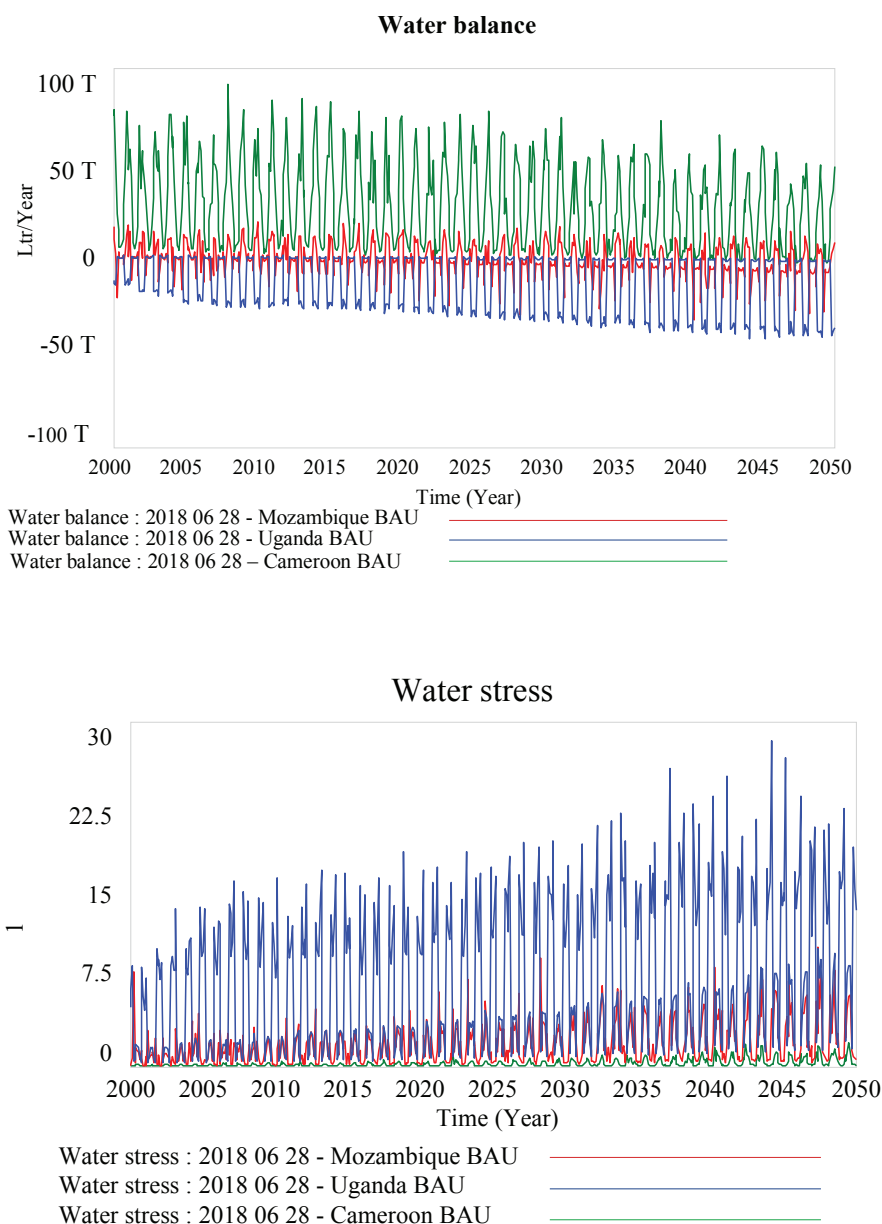 Water balance
100 T
50 T
0
-50 T
-100 T
Ltr/Year
2000 2005 2010 2015 2020 2025 2030 2035 2040 2045 2050
Time (Year)
Water balance : 2018 06 28 - Mozambique BAU
Water balance : 2018 06 28 - Uganda BAU
Water balance : 2018 06 28 – Cameroon BAU
Water stress
30
22.5
15
7.5
0
1
2000 2005 2010 2015 2020 2025 2030 2035 2040 2045 2050
Time (Year)
Water stress : 2018 06 28 - Mozambique BAU
Water stress : 2018 06 28 - Uganda BAU
Water stress : 2018 06 28 - Cameroon BAU